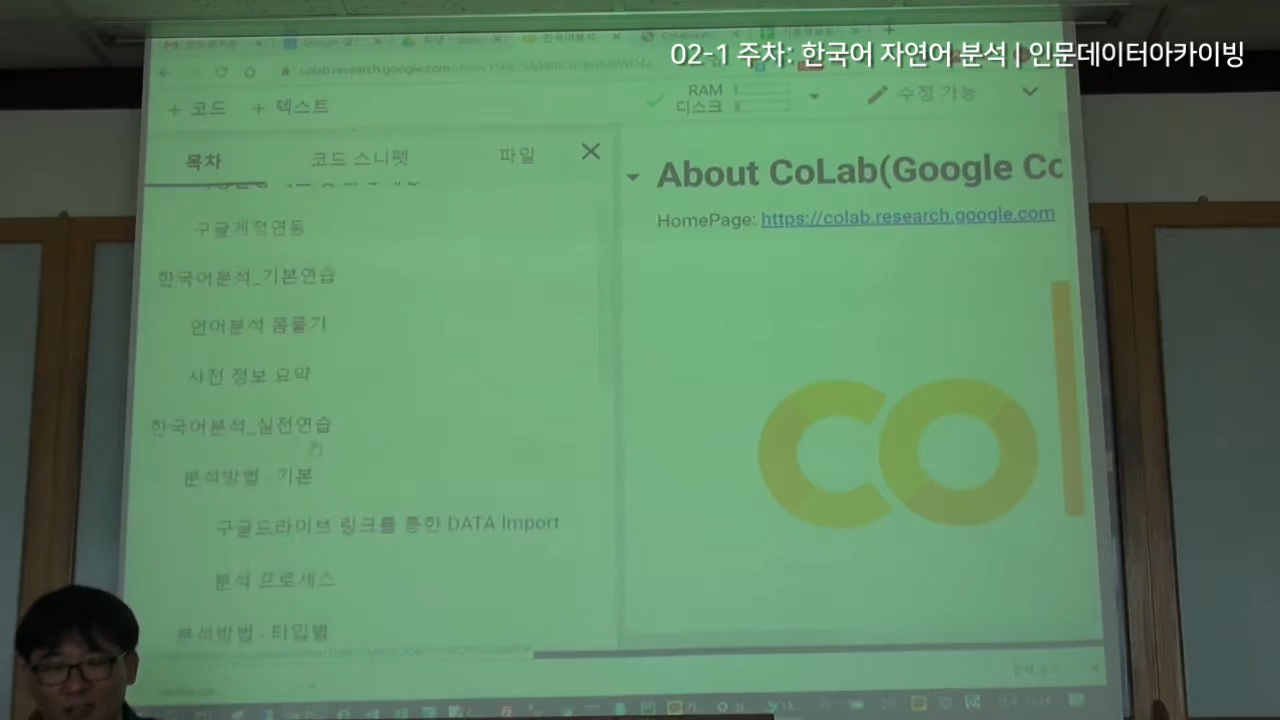 02-1 주차: 한국어 자연어 분석 | 인문데이터아카이빙
colab.research.google.com
+ 코드 + 텍스트
RAM
디스크
수정 가능
목차 코드 스니펫 파일
About CoLab(Google Co
HomePage: https://colab.research.google.com
구글계정연동
한국어분석_기본연습
언어분석 몸풀기
사전 정보 요약
한국어분석_실전연습
분석방법 - 기본
구글드라이브 링크를 통한 DATA Import
분석 프로세스
분석방법 - 타입별
co